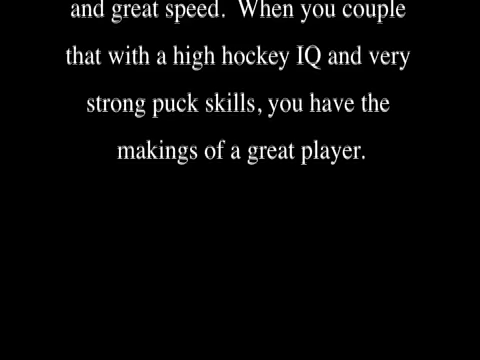 and great speed.  When you couple
that with a high hockey IQ and very
strong puck skills, you have the
makings of a great player.